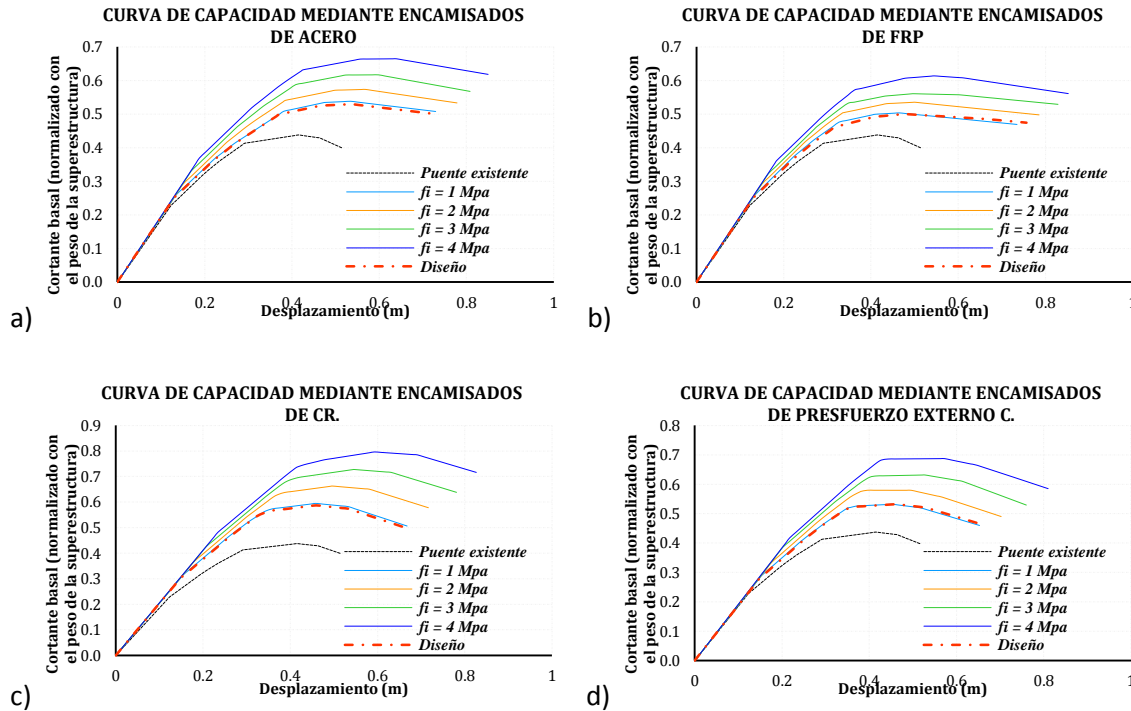 CURVA DE CAPACIDAD MEDIANTE ENCAMISADOS
DE ACERO
Cortante basal (normalizado con
el peso de la superestructura)
0.7
0.6
0.5
0.4
0.3
0.2
0.1
0.0
Puente existente
fi = 1 Mpa
fi = 2 Mpa
fi = 3 Mpa
fi = 4 Mpa
Diseño
0 0.2 0.4 0.6 0.8 1
Desplazamiento (m)
a)
CURVA DE CAPACIDAD MEDIANTE ENCAMISADOS
DE FRP
Cortante basal (normalizado con
el peso de la superestructura)
0.7
0.6
0.5
0.4
0.3
0.2
0.1
0.0
Puente existente
fi = 1 Mpa
fi = 2 Mpa
fi = 3 Mpa
fi = 4 Mpa
Diseño
0 0.2 0.4 0.6 0.8 1
Desplazamiento (m)
b)
CURVA DE CAPACIDAD MEDIANTE ENCAMISADOS
DE CR.
Cortante basal (normalizado con
el peso de la superestructura)
0.9
0.8
0.7
0.6
0.5
0.4
0.3
0.2
0.1
0.0
Puente existente
fi = 1 Mpa
fi = 2 Mpa
fi = 3 Mpa
fi = 4 Mpa
Diseño
0 0.2 0.4 0.6 0.8 1
Desplazamiento (m)
c)
CURVA DE CAPACIDAD MEDIANTE ENCAMISADOS
DE PRESFUERZO EXTERNO C.
Cortante basal (normalizado con
el peso de la superestructura)
0.8
0.7
0.6
0.5
0.4
0.3
0.2
0.1
0.0
Puente existente
fi = 1 Mpa
fi = 2 Mpa
fi = 3 Mpa
fi = 4 Mpa
Diseño
0 0.2 0.4 0.6 0.8 1
Desplazamiento (m)
d)